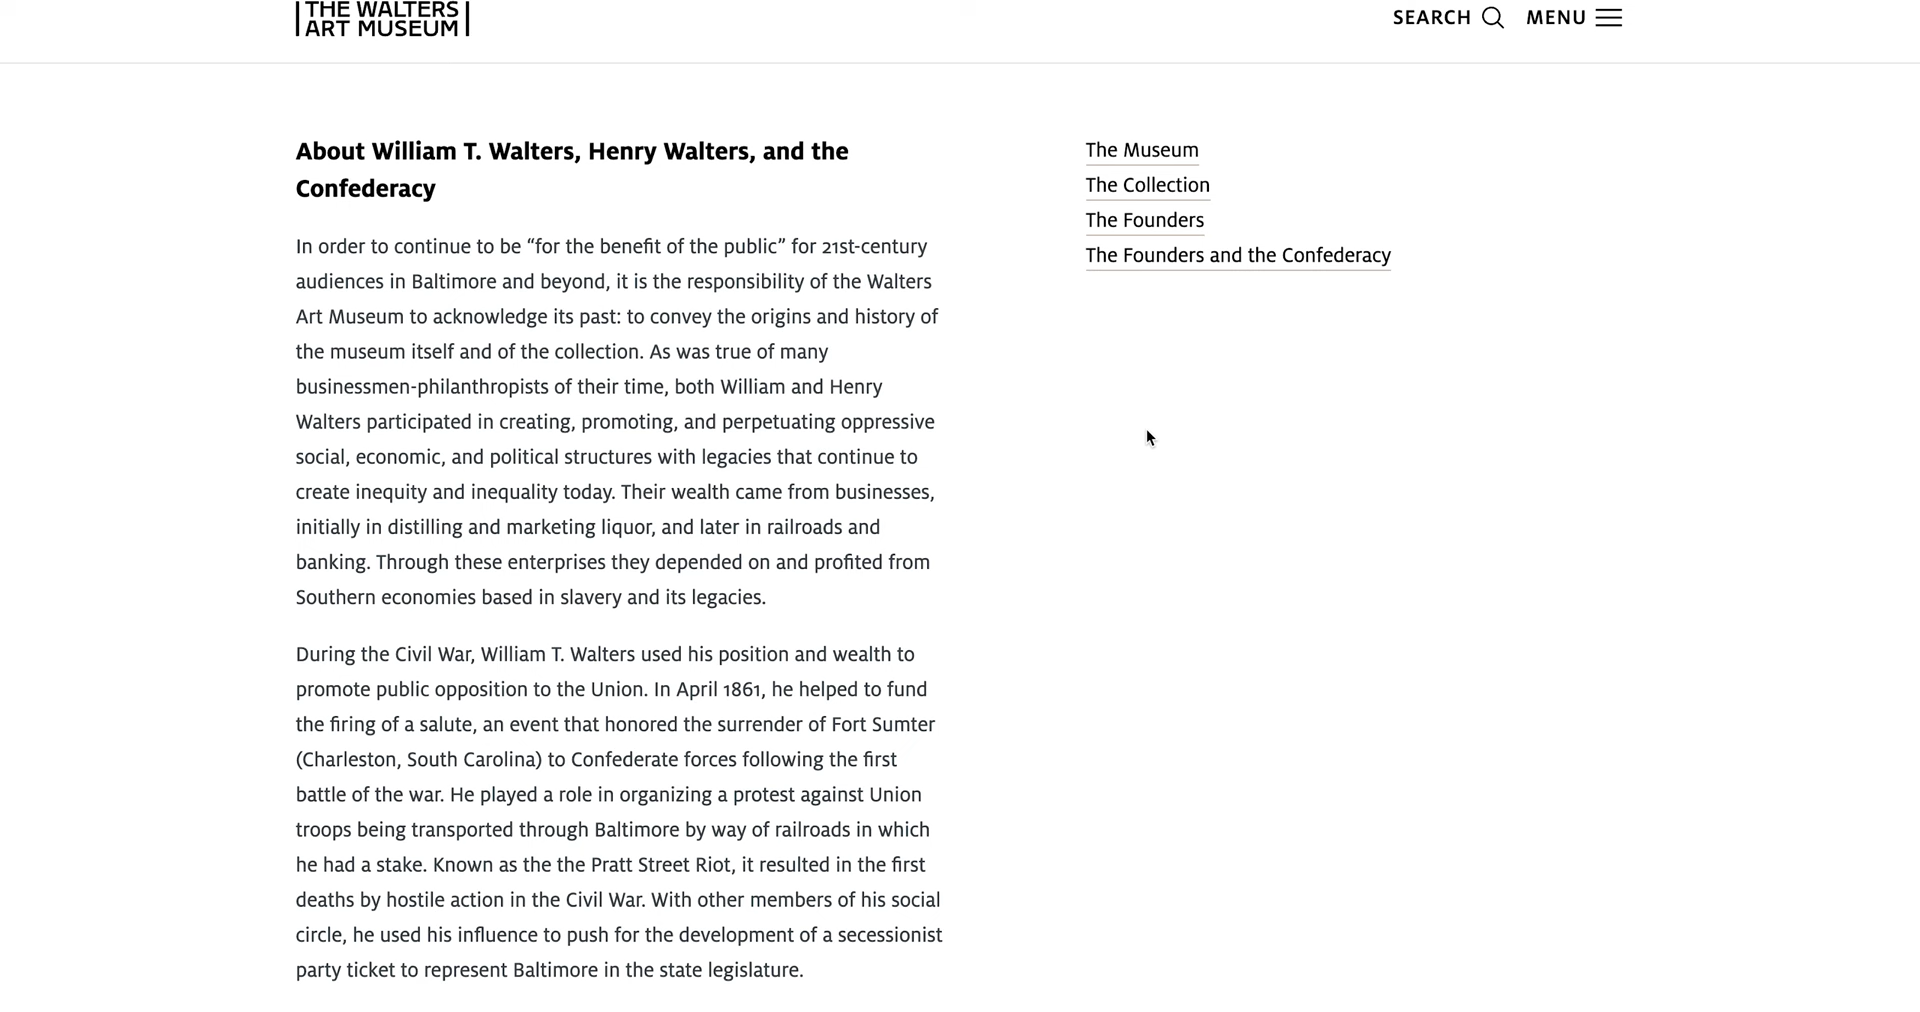 THE WALTERS
ART MUSEUM
SEARCH
MENU
About William T. Walters, Henry Walters, and the
Confederacy
In order to continue to be “for the benefit of the public” for 21st-century
audiences in Baltimore and beyond, it is the responsibility of the Walters
Art Museum to acknowledge its past: to convey the origins and history of
the museum itself and of the collection. As was true of many
businessmen-philanthropists of their time, both William and Henry
Walters participated in creating, promoting, and perpetuating oppressive
social, economic, and political structures with legacies that continue to
create inequity and inequality today. Their wealth came from businesses,
initially in distilling and marketing liquor, and later in railroads and
banking. Through these enterprises they depended on and profited from
Southern economies based in slavery and its legacies.
During the Civil War, William T. Walters used his position and wealth to
promote public opposition to the Union. In April 1861, he helped to fund
the firing of a salute, an event that honored the surrender of Fort Sumter
(Charleston, South Carolina) to Confederate forces following the first
battle of the war. He played a role in organizing a protest against Union
troops being transported through Baltimore by way of railroads in which
he had a stake. Known as the the Pratt Street Riot, it resulted in the first
deaths by hostile action in the Civil War. With other members of his social
circle, he used his influence to push for the development of a secessionist
party ticket to represent Baltimore in the state legislature.
The Museum
The Collection
The Founders
The Founders and the Confederacy